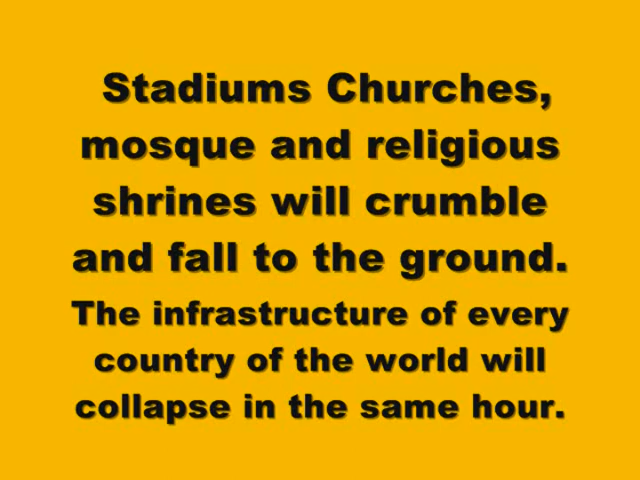 Stadiums Churches,
mosque and religious
shrines will crumble
and fall to the ground.
The infrastructure of every
country of the world will
collapse in the same hour.